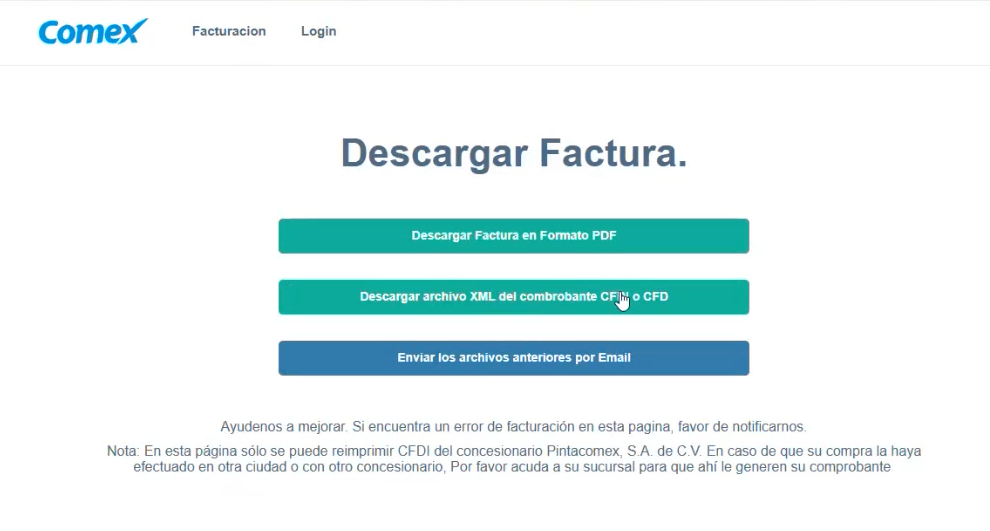 Comex
Facturacion
Login
Descargar Factura.
Descargar Factura en Formato PDF
Descargar archivo XML del combrobante o CFD
Enviar los archivos anteriores por Email
Ayudenos a mejorar. Si encuentra un error de facturación en esta pagina, favor de notificarnos.
Nota: En esta página sólo se puede reimprimir CFDI del concesionario Pintacomex, S.A. de C.V. En caso de que su compra la haya
efectuado en otra ciudad o con otro concesionario, Por favor acuda a su sucursal para que ahí le generen su comprobante